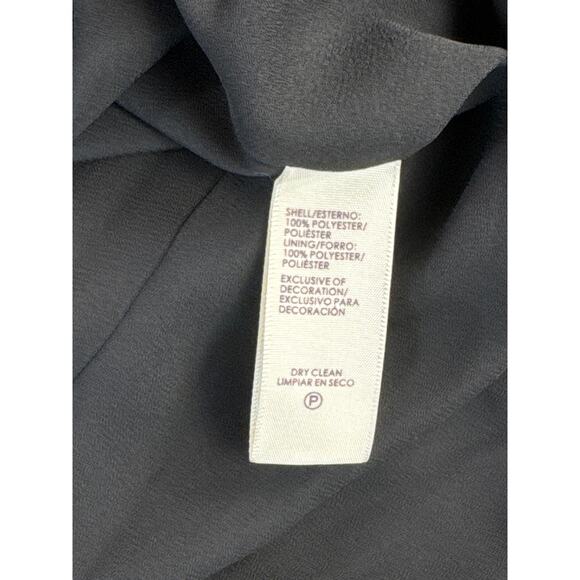 SHELL/ESTERNO:
100% POLYESTER/
POLIÉSTER
LINING/FORRO:
100% POLYESTER/
POLIÉSTER
EXCLUSIVE OF
DECORATION/
EXCLUSIVO PARA
DECORACIÓN
DRY CLEAN
LIMPIAR EN SECO
P